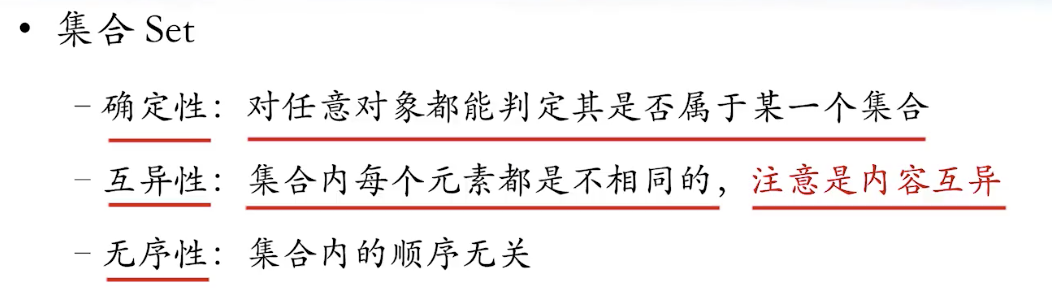 • 集合 Set
– 确定性：对任意对象都能判定其是否属于某一个集合
– 互异性：集合内每个元素都是不相同的，注意是内容互异
– 无序性：集合内的顺序无关